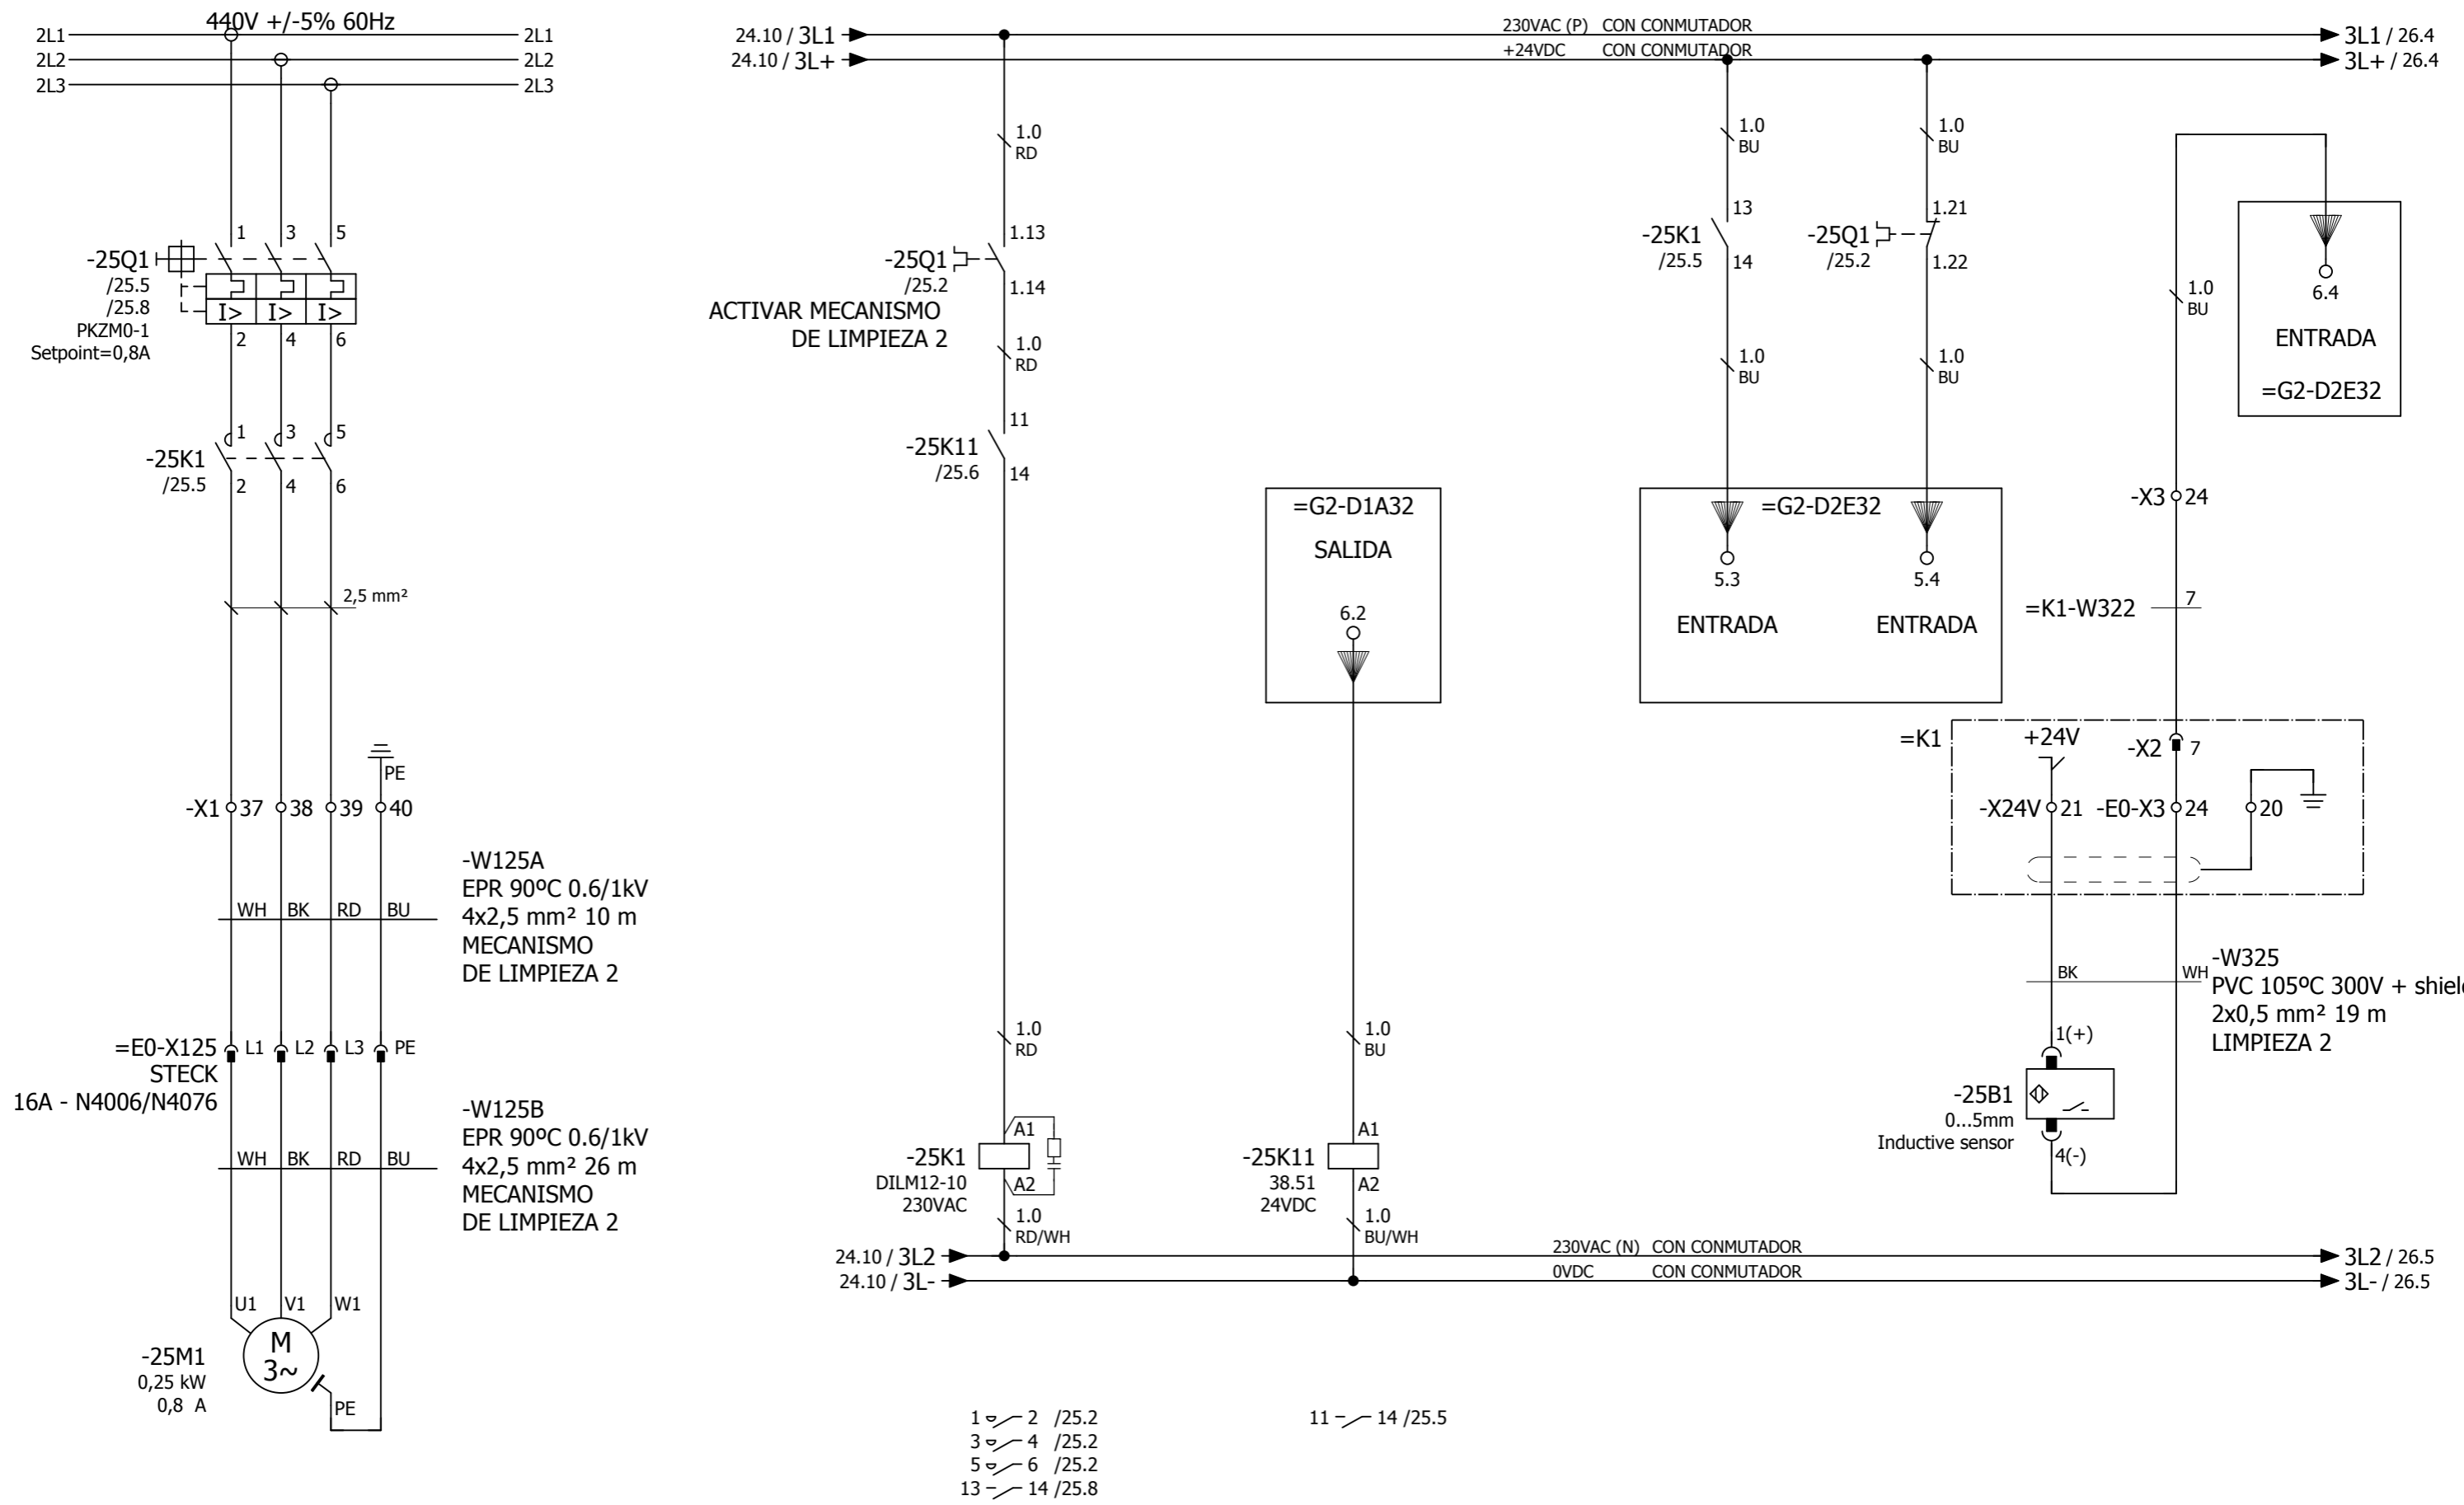 440V +/-5% 60Hz
2L1 2L1
2L2 2L2
2L3 2L3
1 3 5
-25Q1
/25.5
/25.8
PKZM0-1
Setpoint=0,8A
I> I> I>
2 4 6
1 3 5
-25K1
/25.5
2 4 6
2,5 mm²
PE
-X1 37 38 39 40
-W125A
EPR 90ºC 0.6/1kV
4x2,5 mm² 10 m
MECANISMO
DE LIMPIEZA 2
WH BK RD BU
=E0-X125 L1 L2 L3 PE
STECK
16A - N4006/N4076
-W125B
EPR 90ºC 0.6/1kV
4x2,5 mm² 26 m
MECANISMO
DE LIMPIEZA 2
WH BK RD BU
U1 V1 W1
M
3~
-25M1
0,25 kW
0,8 A
PE
24.10 / 3L1
230VAC (P) CON CONMUTADOR
3L1 / 26.4
24.10 / 3L+
+24VDC CON CONMUTADOR
3L+ / 26.4
1.0
RD
1.13
-25Q1
/25.2
1.14
ACTIVAR MECANISMO
DE LIMPIEZA 2
1.0
RD
11
-25K11
/25.6
14
1.0
RD
A1
-25K1
DILM12-10
230VAC
A2
1.0
RD/WH
=G2-D1A32
SALIDA
6.2
1.0
BU
A1
-25K11
38.51
24VDC
A2
1.0
BU/WH
1.0
BU
13
-25K1
/25.5
14
1.0
BU
1.0
BU
1.21
-25Q1
/25.2
1.22
1.0
BU
=G2-D2E32
5.3 5.4
ENTRADA ENTRADA
1.0
BU
6.4
ENTRADA
=G2-D2E32
-X3 24
=K1-W322 7
=K1
+24V
-X2 7
-X24V 21 -E0-X3 24 20
BK WH
-W325
PVC 105ºC 300V + shiel
2x0,5 mm² 19 m
LIMPIEZA 2
1(+)
-25B1
0...5mm
Inductive sensor
4(-)
24.10 / 3L2
230VAC (N) CON CONMUTADOR
3L2 / 26.5
24.10 / 3L-
0VDC CON CONMUTADOR
3L- / 26.5
1 2 /25.2
3 4 /25.2
5 6 /25.2
13 14 /25.8
11 14 /25.5